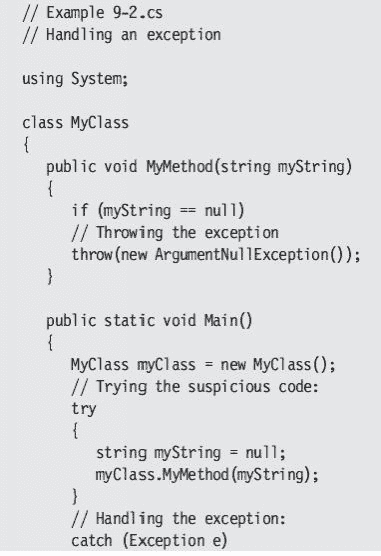 // Example 9-2.cs
// Handling an exception
using System;
class MyClass
{
public void MyMethod(string myString)
{
if (myString == null)
// Throwing the exception
throw(new ArgumentNullException());
}
public static void Main()
{
MyClass myClass = new MyClass();
// Trying the suspicious code:
try
{
string myString = null;
myClass.MyMethod(myString);
}
// Handling the exception:
catch (Exception e)